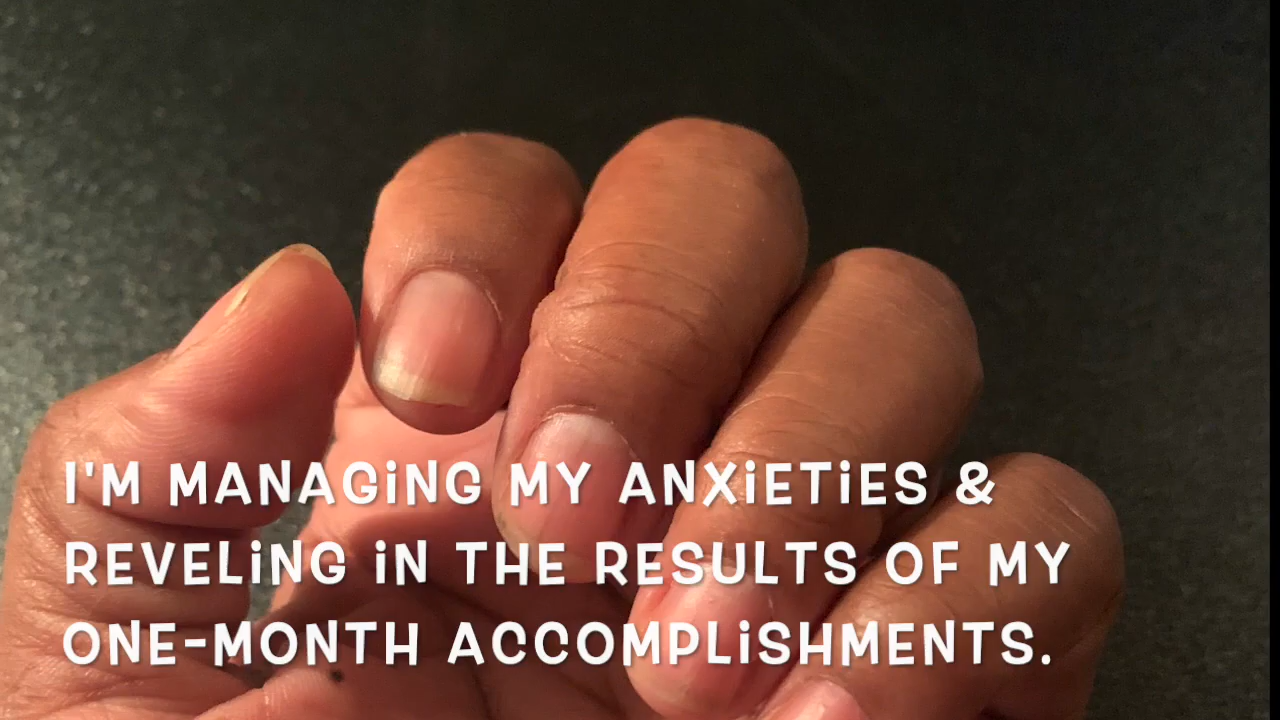 I'M MANAGING MY ANXIETIES &
REVELING IN THE RESULTS OF MY
ONE-MONTH ACCOMPLISHMENTS.